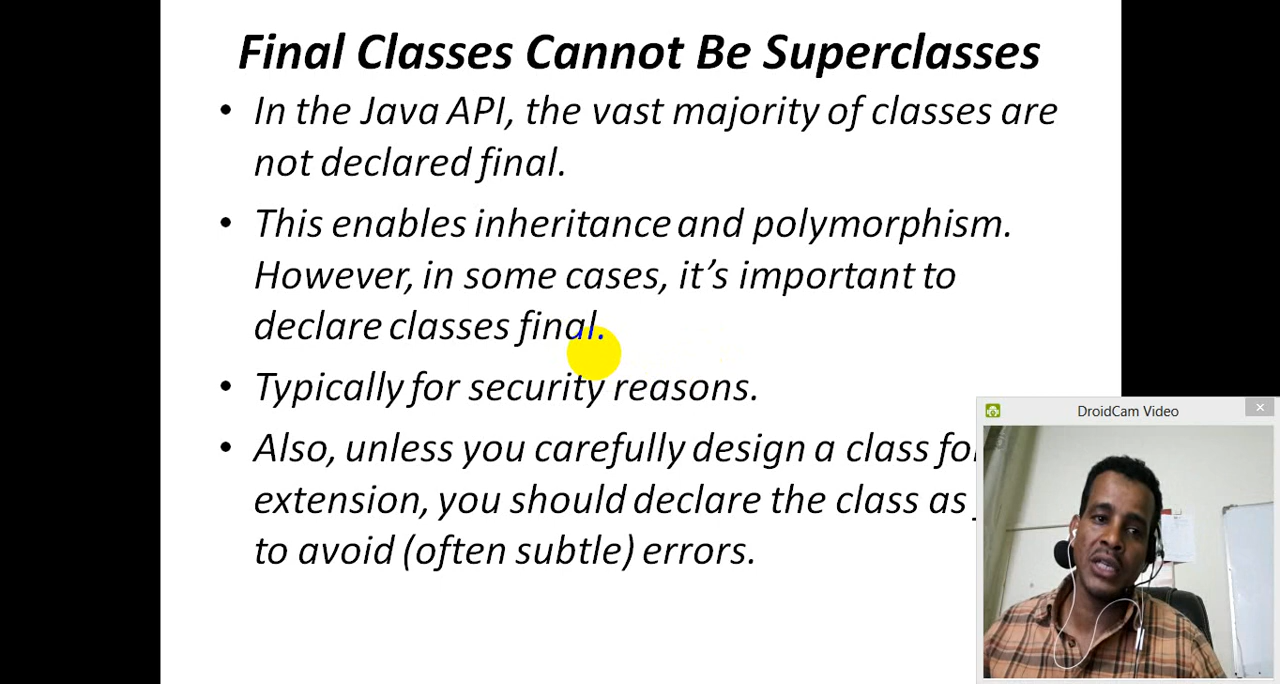 Final Classes Cannot Be Superclasses
• In the Java API, the vast majority of classes are
not declared final.
• This enables inheritance and polymorphism.
However, in some cases, it’s important to
declare classes final.
• Typically for security reasons.
• Also, unless you carefully design a class for
extension, you should declare the class as
to avoid (often subtle) errors.
DroidCam Video